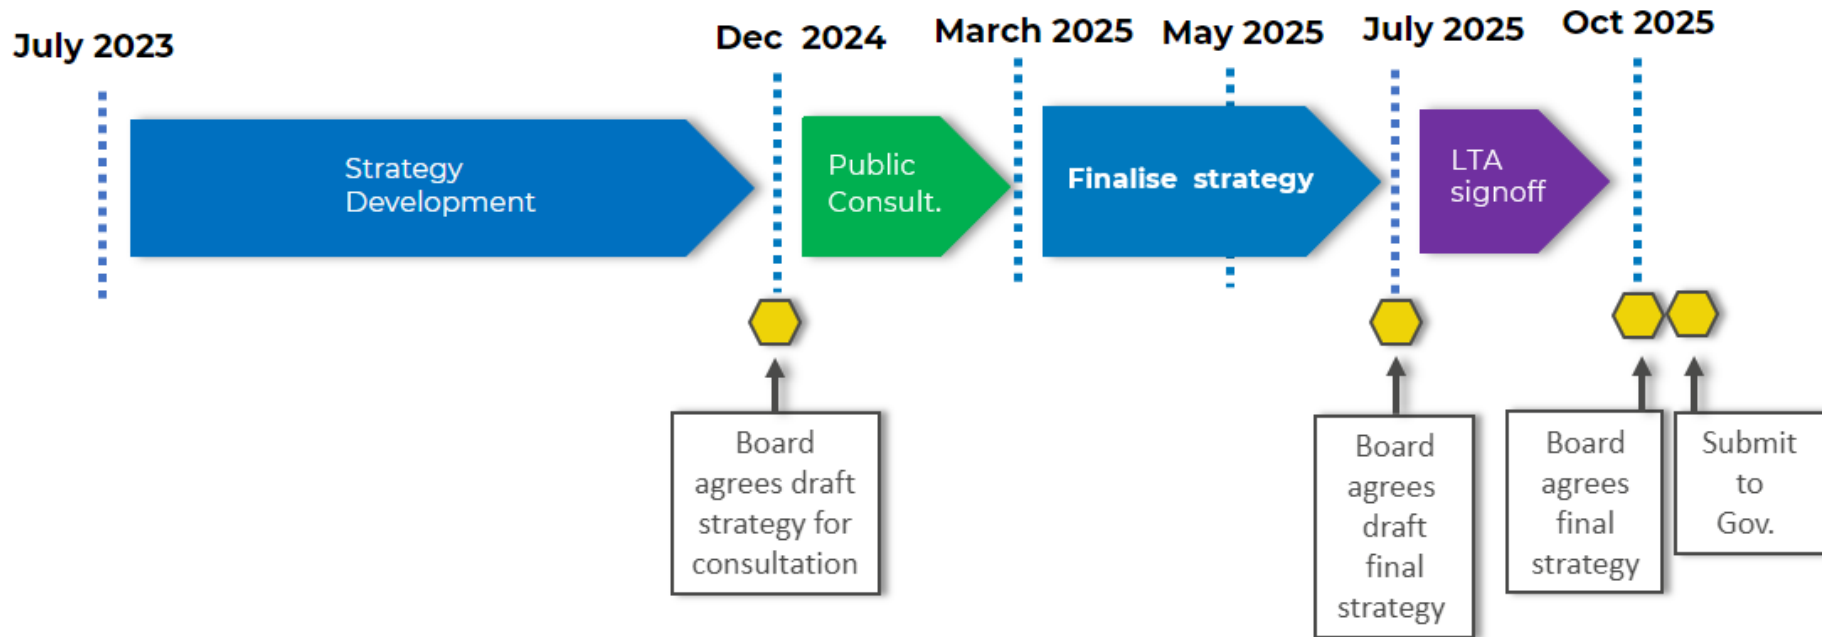 July 2023
Dec 2024
March 2025
May 2025
July 2025
Oct 2025
Strategy
Development
Public
Consult.
Finalise strategy
LTA
signoff
Board
agrees draft
strategy for
consultation
Board
agrees
draft
final
strategy
Board
agrees
final
strategy
Submit
to
Gov.